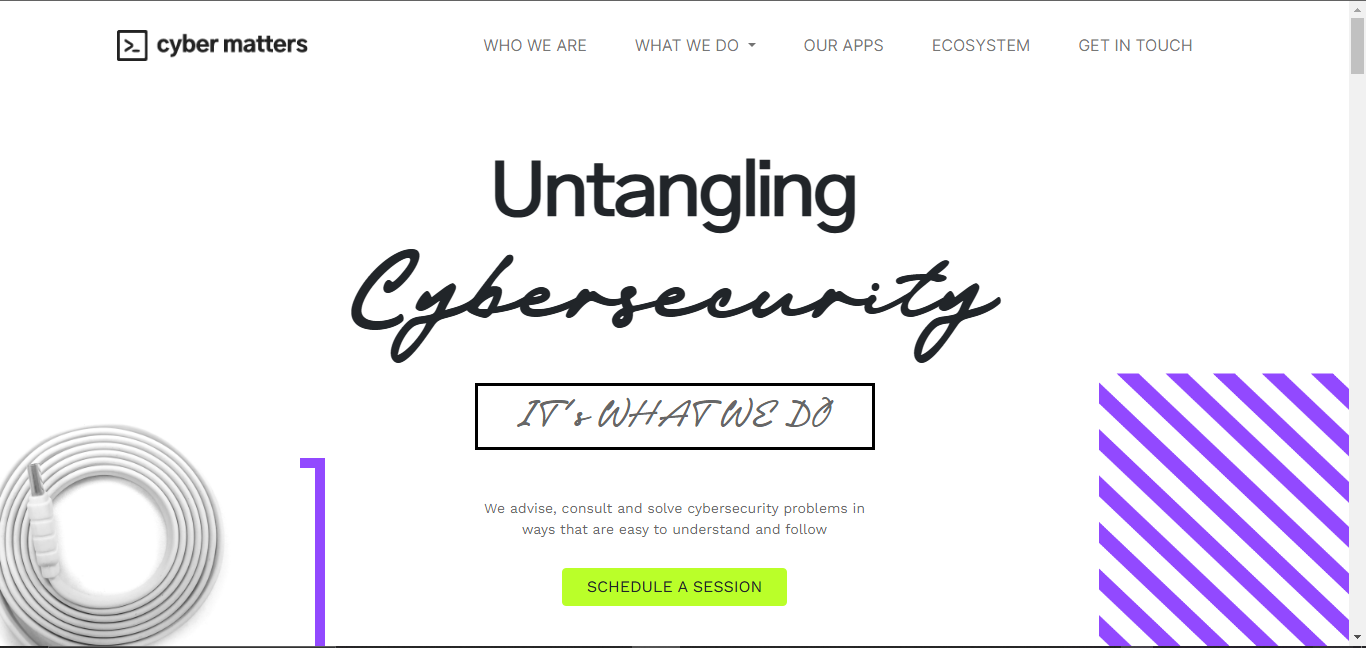 cyber matters
WHO WE ARE
WHAT WE DO
OUR APPS
ECOSYSTEM
GET IN TOUCH
Untangling
Cybersecurity
IT's WHAT WE DO
We advise, consult and solve cybersecurity problems in
ways that are easy to understand and follow
SCHEDULE A SESSION